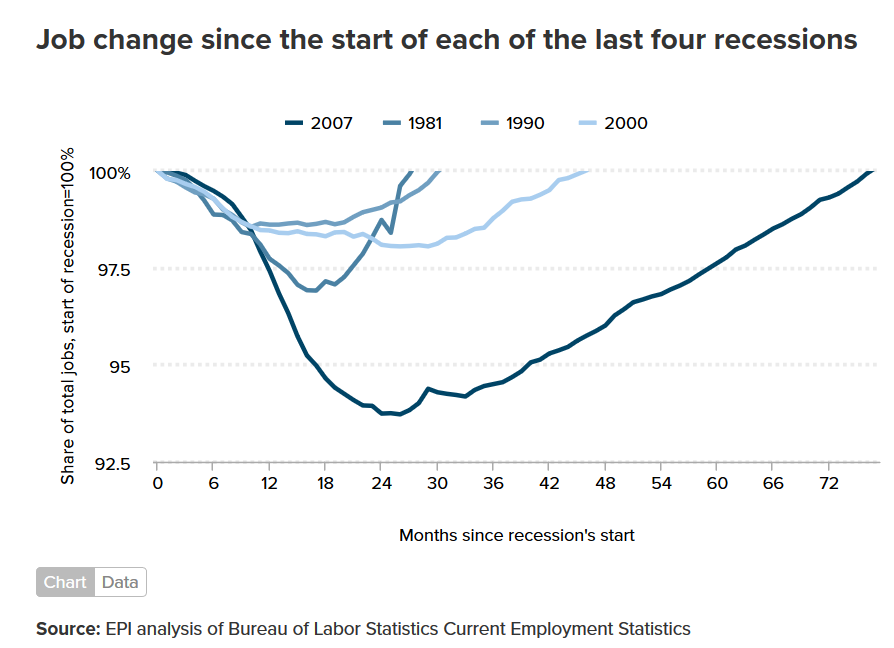 Job change since the start of each of the last four recessions
2007 1981 1990 2000
Share of total jobs, start of recession=100%
100%
97.5
95
92.5
0 6 12 18 24 30 36 42 48 54 60 66 72
Months since recession's start
Chart Data
Source: EPI analysis of Bureau of Labor Statistics Current Employment Statistics